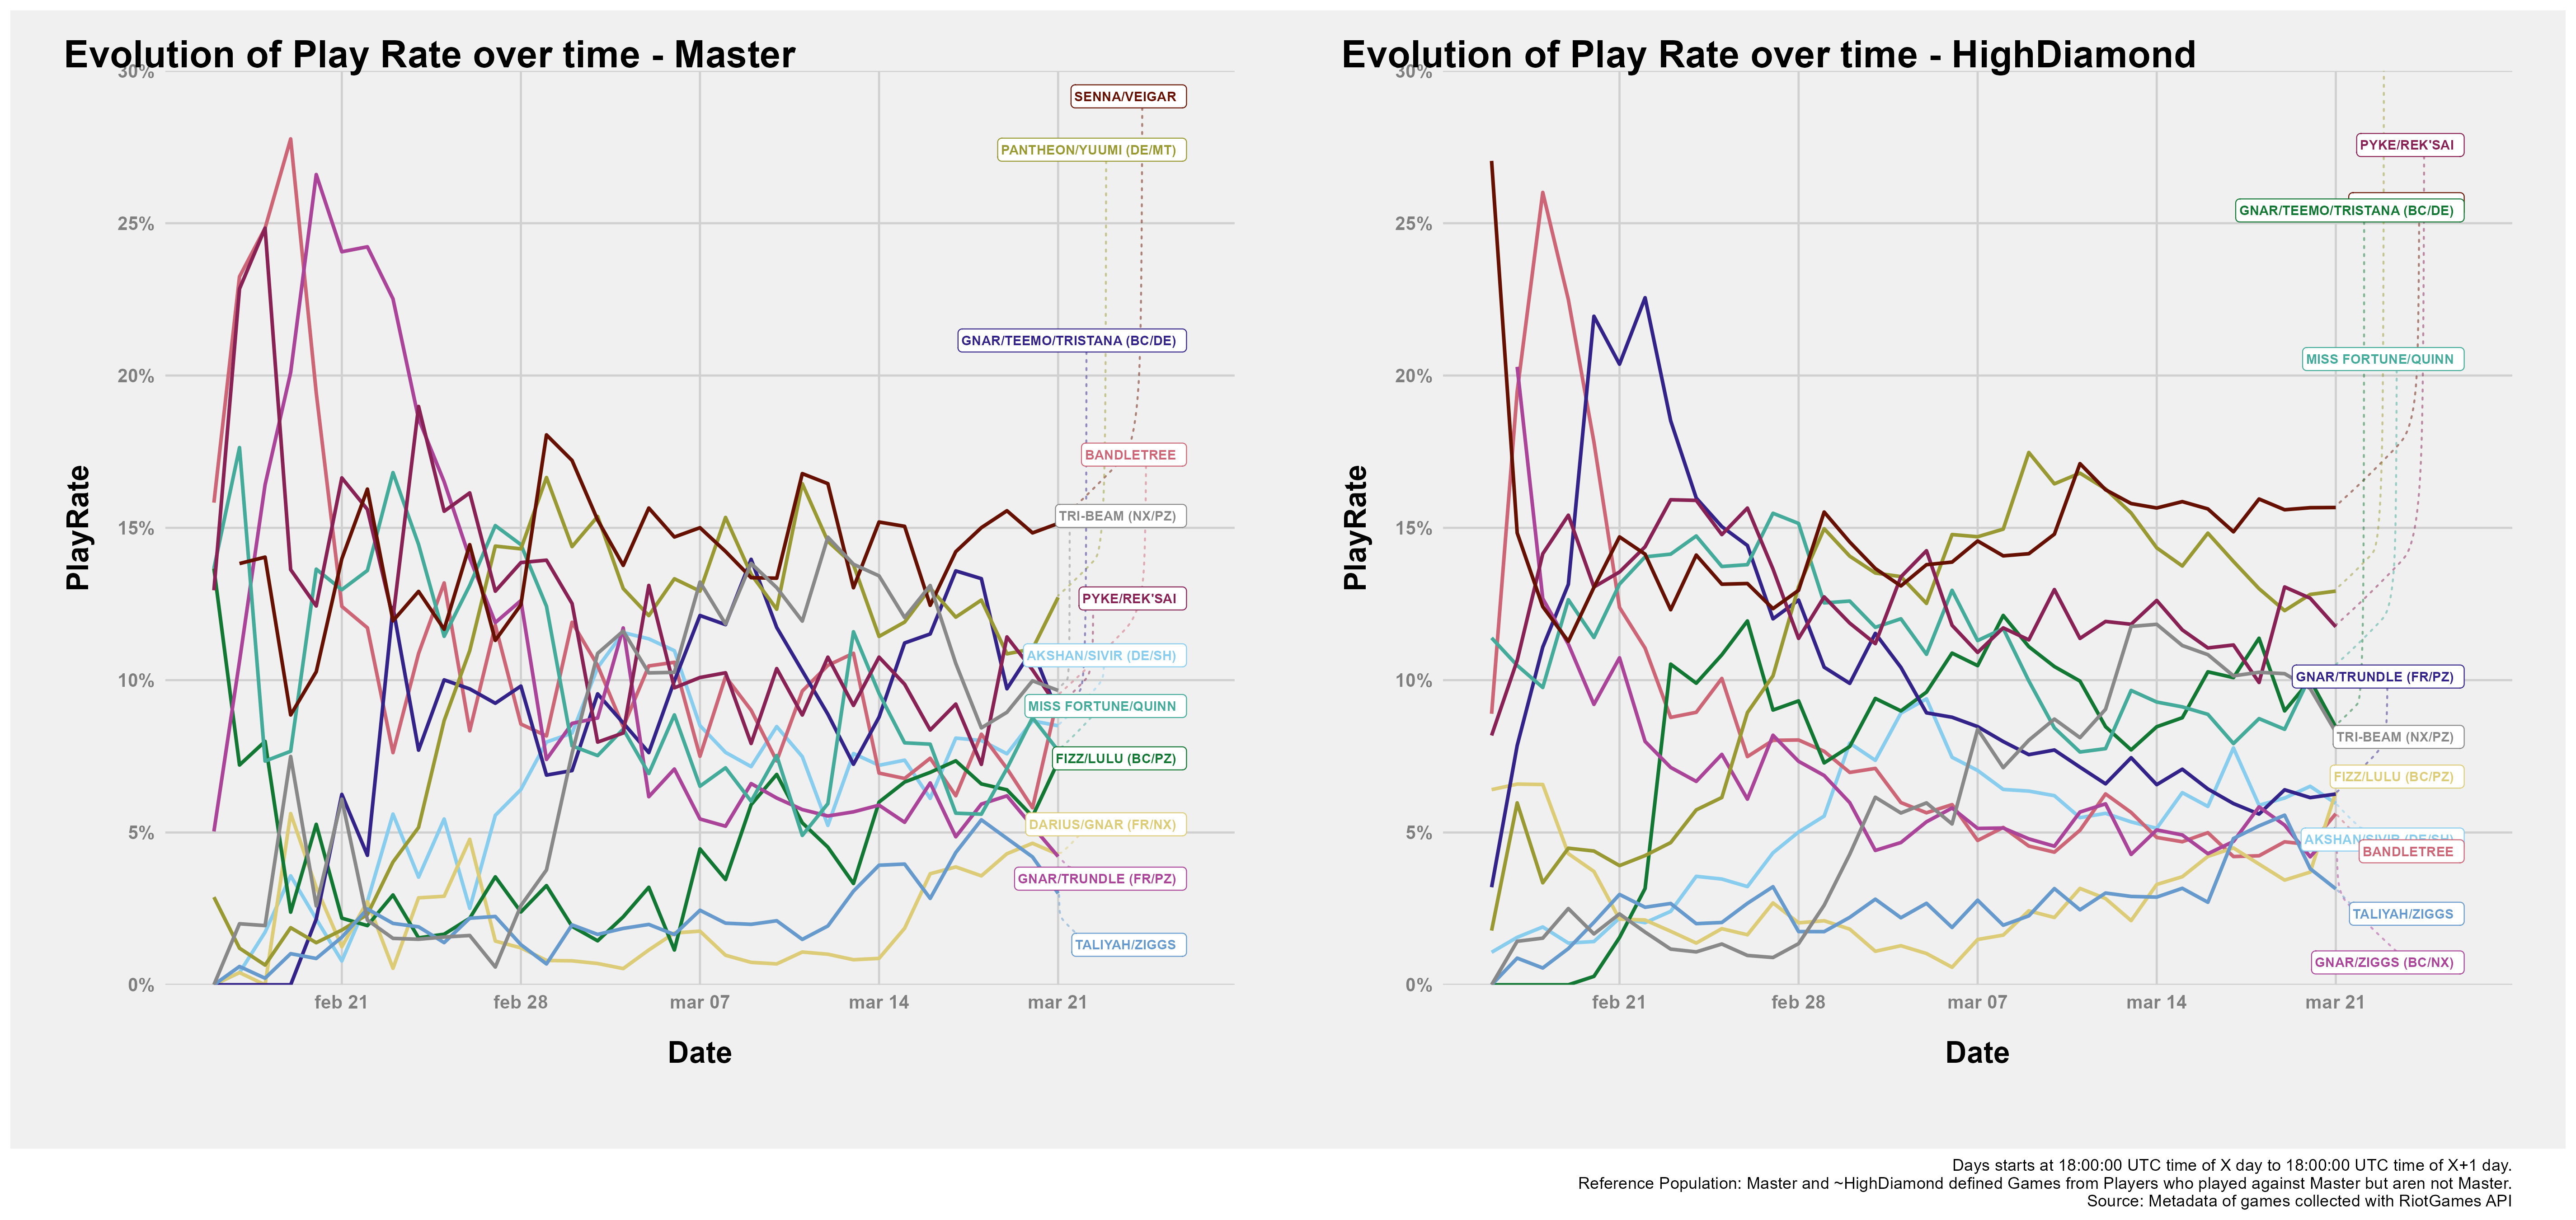 Evolution of Play Rate over time - Master
PlayRate
30%
25%
20%
15%
10%
5%
0%
SENNA/VEIGAR
PANTHEON/YUUMI (DE/MT)
GNAR/TEEMO/TRISTANA (BC/DE)
BANDLETREE
TRI-BEAM (NX/PZ)
PYKE/REK'SAI
AKSHAN/SIVIR (DE/SH)
MISS FORTUNE/QUINN
FIZZ/LULU (BC/PZ)
DARIUS/GNAR (FR/NX)
GNAR/TRUNDLE (FR/PZ)
TALIYAH/ZIGGS
feb 21
feb 28
mar 07
mar 14
mar 21
Date
Evolution of Play Rate over time - HighDiamond
PlayRate
30%
25%
20%
15%
10%
5%
0%
PYKE/REK'SAI
GNAR/TEEMO/TRISTANA (BC/DE)
MISS FORTUNE/QUINN
GNAR/TRUNDLE (FR/PZ)
TRI-BEAM (NX/PZ)
FIZZ/LULU (BC/PZ)
AKSHAN/SIVIR (DE/SH)
BANDLETREE
TALIYAH/ZIGGS
GNAR/ZIGGS (BC/NX)
feb 21
feb 28
mar 07
mar 14
mar 21
Date
Days starts at 18:00:00 UTC time of X day to 18:00:00 UTC time of X+1 day.
Reference Population: Master and ~HighDiamond defined Games from Players who played against Master but aren not Master.
Source: Metadata of games collected with RiotGames API